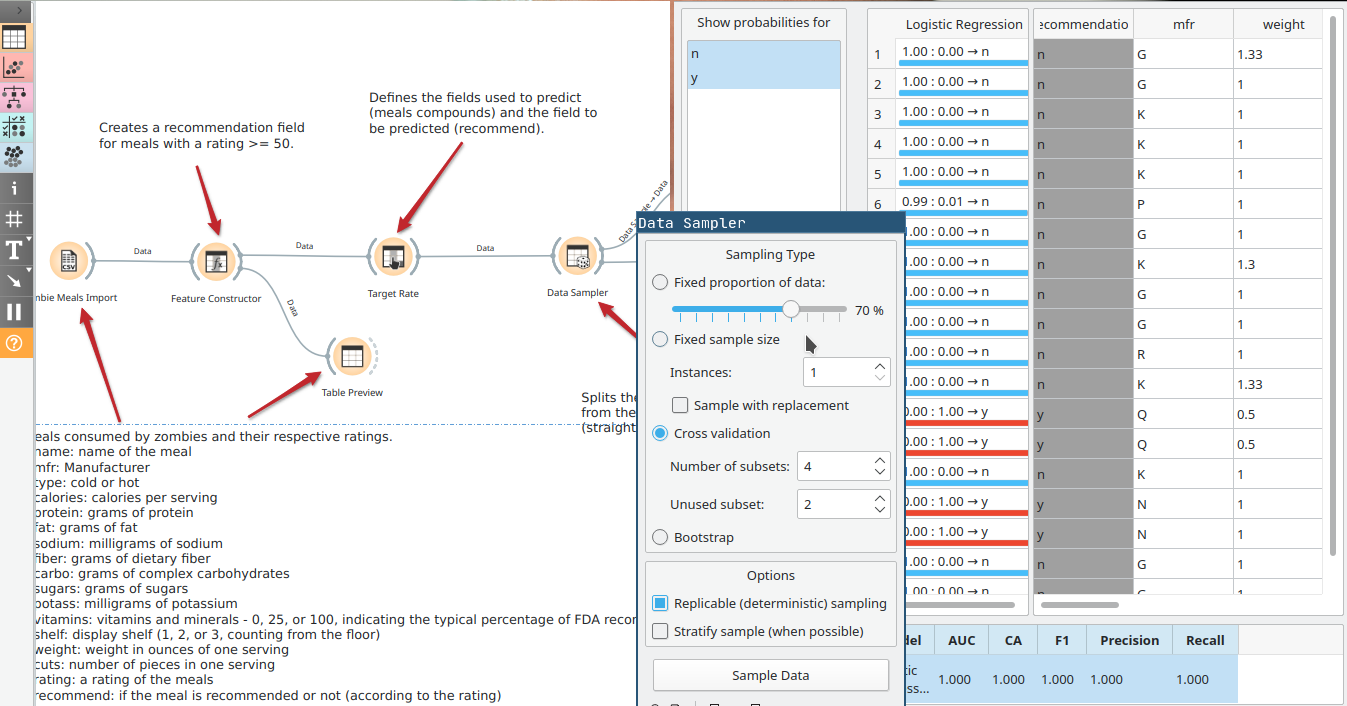 Creates a recommendation field
for meals with a rating >= 50.
Defines the fields used to predict
(meals compounds) and the field to
be predicted (recommend).
Data
Data
Data
Data
CSV
nbie Meals Import
Feature Constructor
Target Rate
Data Sampler
Table Preview
Splits the
from the
(straight
eals consumed by zombies and their respective ratings.
name: name of the meal
mfr: Manufacturer
type: cold or hot
calories: calories per serving
protein: grams of protein
fat: grams of fat
sodium: milligrams of sodium
fiber: grams of dietary fiber
carbo: grams of complex carbohydrates
sugars: grams of sugars
potass: milligrams of potassium
vitamins: vitamins and minerals - 0, 25, or 100, indicating the typical percentage of FDA recor
shelf: display shelf (1, 2, or 3, counting from the floor)
weight: weight in ounces of one serving
cuts: number of pieces in one serving
rating: a rating of the meals
recommend: if the meal is recommended or not (according to the rating)
Show probabilities for
n
y
Data Sampler
Sampling Type
Fixed proportion of data:
70 %
Fixed sample size
Instances: 1
Sample with replacement
Cross validation
Number of subsets: 4
Unused subset: 2
Bootstrap
Options
Replicable (deterministic) sampling
Stratify sample (when possible)
Sample Data
Logistic Regression ecommendatio mfr weight
1 1.00 : 0.00 → n n G 1.33
2 1.00 : 0.00 → n n G 1
3 1.00 : 0.00 → n n K 1
4 1.00 : 0.00 → n n K 1
5 1.00 : 0.00 → n n K 1
6 0.99 : 0.01 → n n P 1
.00 : 0.00 → n n G 1
.00 : 0.00 → n n K 1.3
.00 : 0.00 → n n G 1
.00 : 0.00 → n n G 1
.00 : 0.00 → n n R 1
.00 : 0.00 → n n K 1.33
0.00 : 1.00 → y y Q 0.5
0.00 : 1.00 → y y Q 0.5
.00 : 0.00 → n n K 1
0.00 : 1.00 → y y N 1
0.00 : 1.00 → y y N 1
.00 : 0.00 → n n G 1
del AUC CA F1 Precision Recall
tic
ss... 1.000 1.000 1.000 1.000 1.000